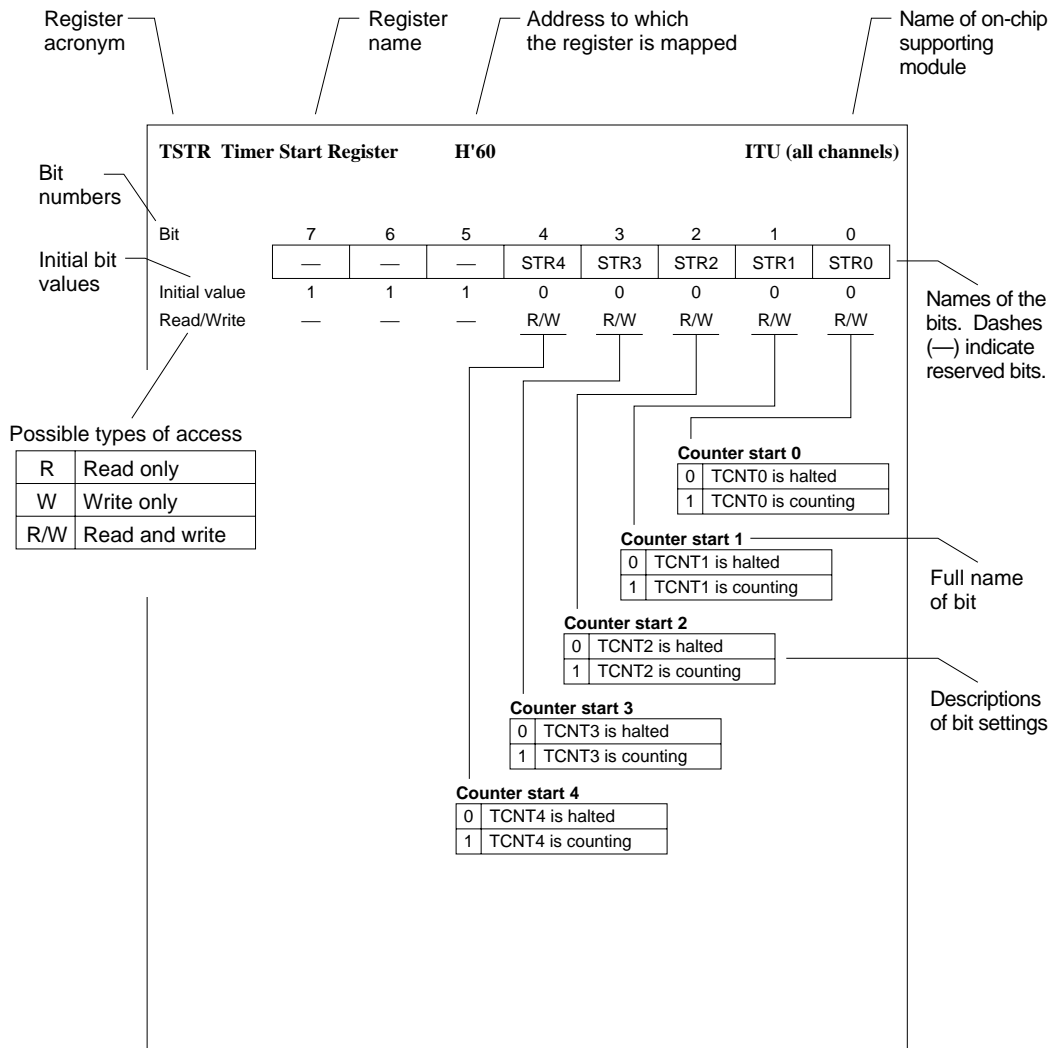 Register
acronym
Register
name
Address to which
the register is mapped
Name of on-chip
supporting
module
TSTR Timer Start Register H'60 ITU (all channels)
Bit
numbers
Bit 7 6 5 4 3 2 1 0
— — — STR4 STR3 STR2 STR1 STR0
Initial bit
values
Initial value 1 1 1 0 0 0 0 0
Read/Write — — — R/W R/W R/W R/W R/W
Names of the
bits. Dashes
(—) indicate
reserved bits.
Possible types of access
R Read only
W Write only
R/W Read and write
Counter start 0
0 TCNT0 is halted
1 TCNT0 is counting
Counter start 1
0 TCNT1 is halted
1 TCNT1 is counting
Full name
of bit
Counter start 2
0 TCNT2 is halted
1 TCNT2 is counting
Descriptions
of bit settings
Counter start 3
0 TCNT3 is halted
1 TCNT3 is counting
Counter start 4
0 TCNT4 is halted
1 TCNT4 is counting